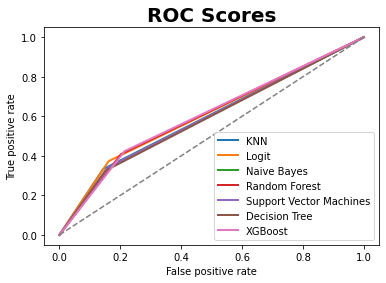 ROC Scores
1.0
0.8
0.6
0.4
0.2
0.0
True positive rate
KNN
Logit
Naive Bayes
Random Forest
Support Vector Machines
Decision Tree
XGBoost
0.0 0.2 0.4 0.6 0.8 1.0
False positive rate